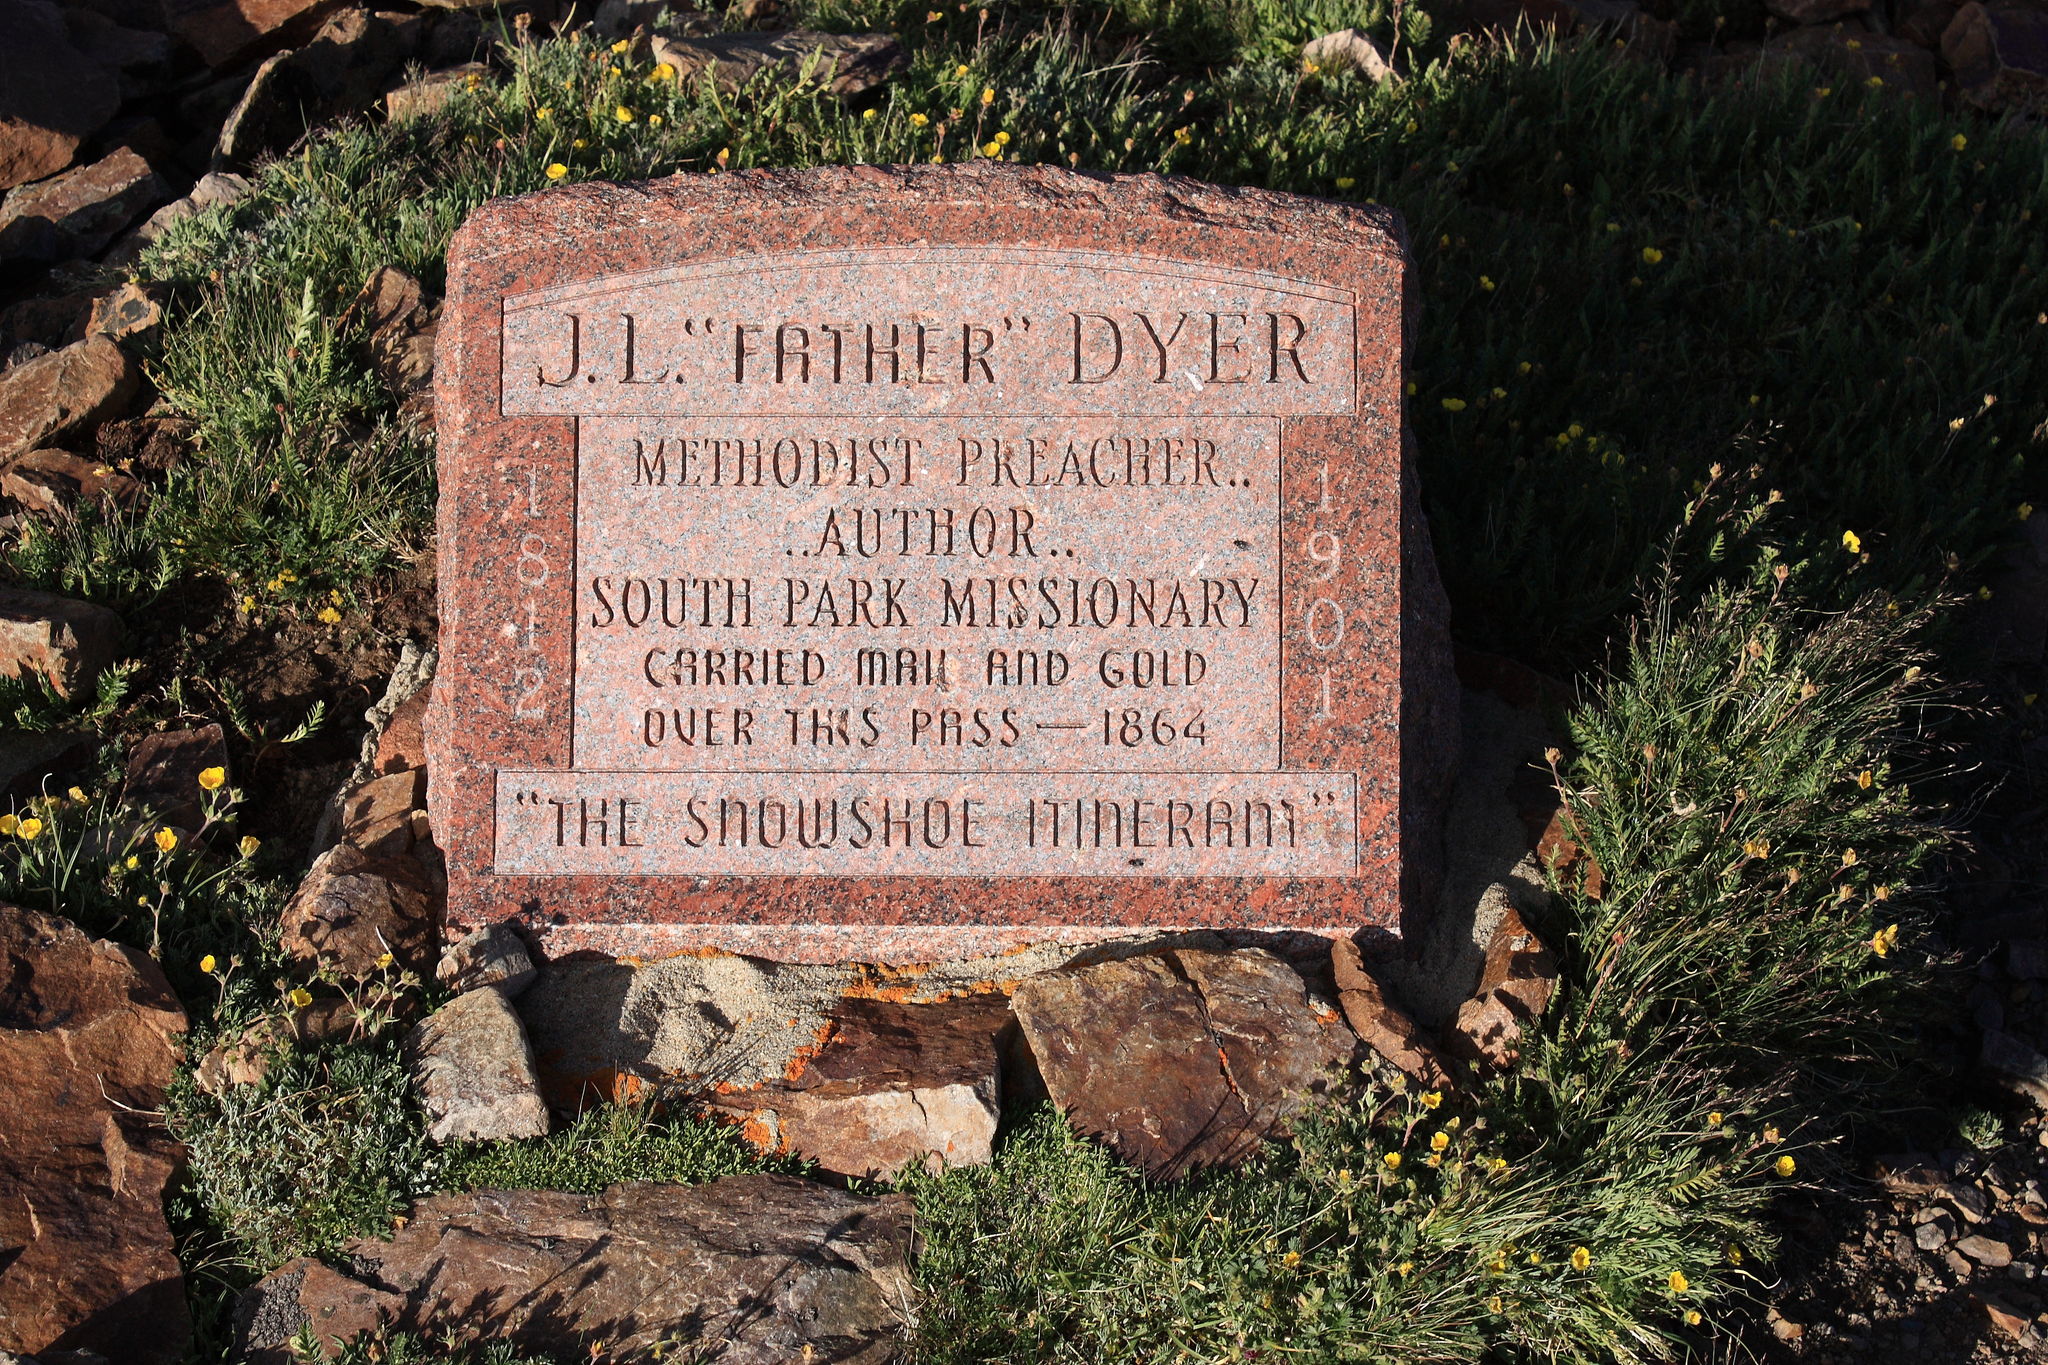 J.L. "FATHER" DYER
METHODIST PREACHER..
..AUTHOR..
SOUTH PARK MISSIONARY
CARRIED MAIL AND GOLD
OVER THIS PASS — 1864
1812
1901
"THE SNOWSHOE ITINERANT"